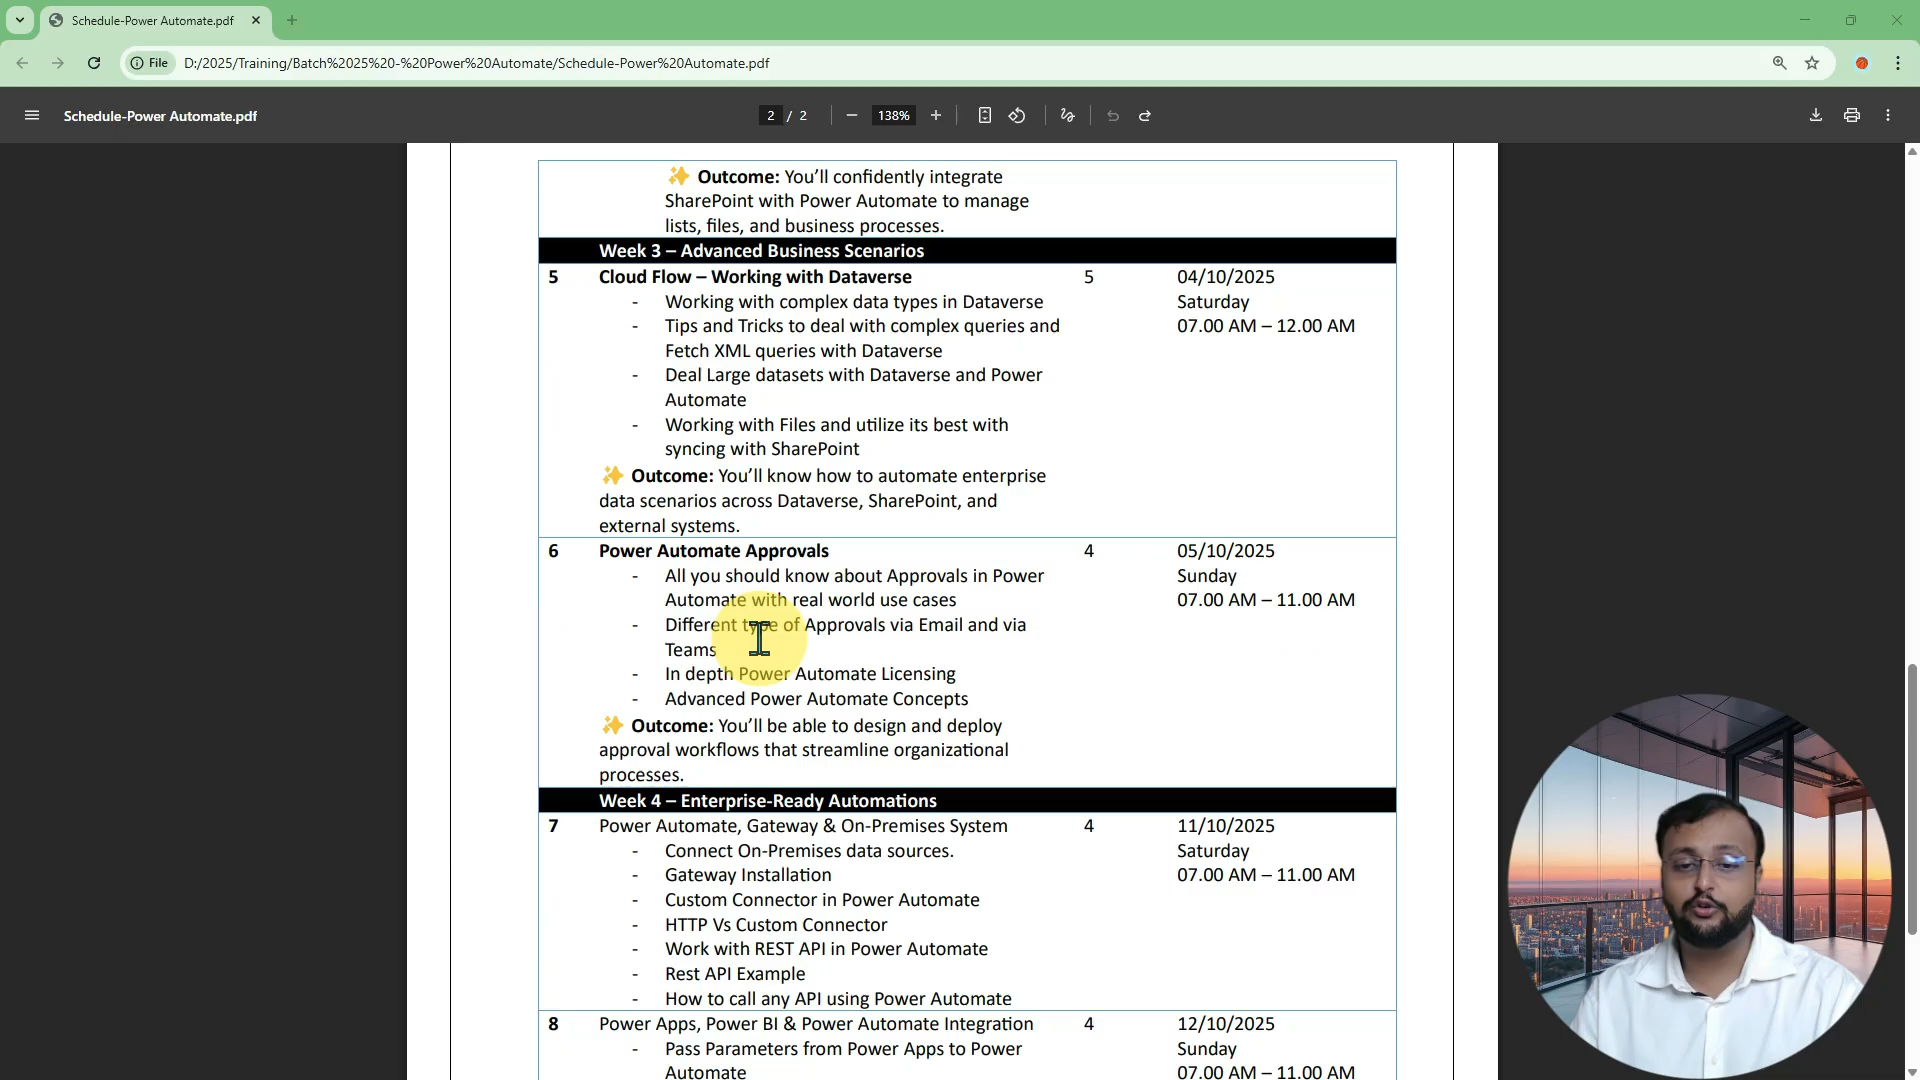 Schedule-Power Automate.pdf
File
D:/2025/Training/Batch%2025%20-%20Power%20Automate/Schedule-Power%20Automate.pdf
Schedule-Power Automate.pdf
2 / 2
138%
✨ Outcome: You’ll confidently integrate
SharePoint with Power Automate to manage
lists, files, and business processes.
Week 3 – Advanced Business Scenarios
5 Cloud Flow – Working with Dataverse 5 04/10/2025
- Working with complex data types in Dataverse Saturday
- Tips and Tricks to deal with complex queries and 07.00 AM – 12.00 AM
Fetch XML queries with Dataverse
- Deal Large datasets with Dataverse and Power
Automate
- Working with Files and utilize its best with
syncing with SharePoint
✨ Outcome: You’ll know how to automate enterprise
data scenarios across Dataverse, SharePoint, and
external systems.
6 Power Automate Approvals 4 05/10/2025
- All you should know about Approvals in Power Sunday
Automate with real world use cases 07.00 AM – 11.00 AM
- Different type of Approvals via Email and via
Teams
- In depth Power Automate Licensing
- Advanced Power Automate Concepts
✨ Outcome: You’ll be able to design and deploy
approval workflows that streamline organizational
processes.
Week 4 – Enterprise-Ready Automations
7 Power Automate, Gateway & On-Premises System 4 11/10/2025
- Connect On-Premises data sources. Saturday
- Gateway Installation 07.00 AM – 11.00 AM
- Custom Connector in Power Automate
- HTTP Vs Custom Connector
- Work with REST API in Power Automate
- Rest API Example
- How to call any API using Power Automate
8 Power Apps, Power BI & Power Automate Integration 4 12/10/2025
- Pass Parameters from Power Apps to Power Sunday
Automate 07.00 AM – 11.00 AM